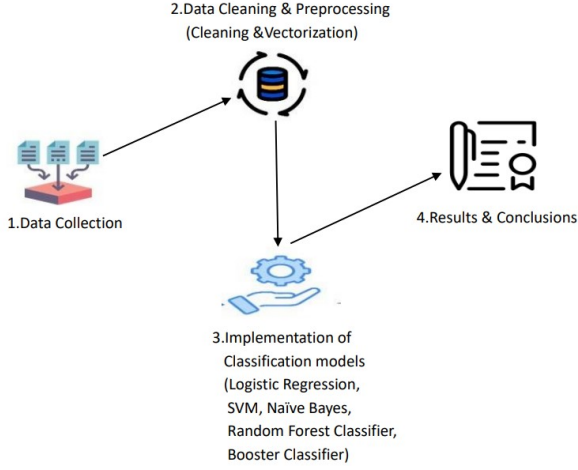 2.Data Cleaning & Preprocessing
(Cleaning &Vectorization)
1.Data Collection
4.Results & Conclusions
3.Implementation of
Classification models
(Logistic Regression,
SVM, Naïve Bayes,
Random Forest Classifier,
Booster Classifier)